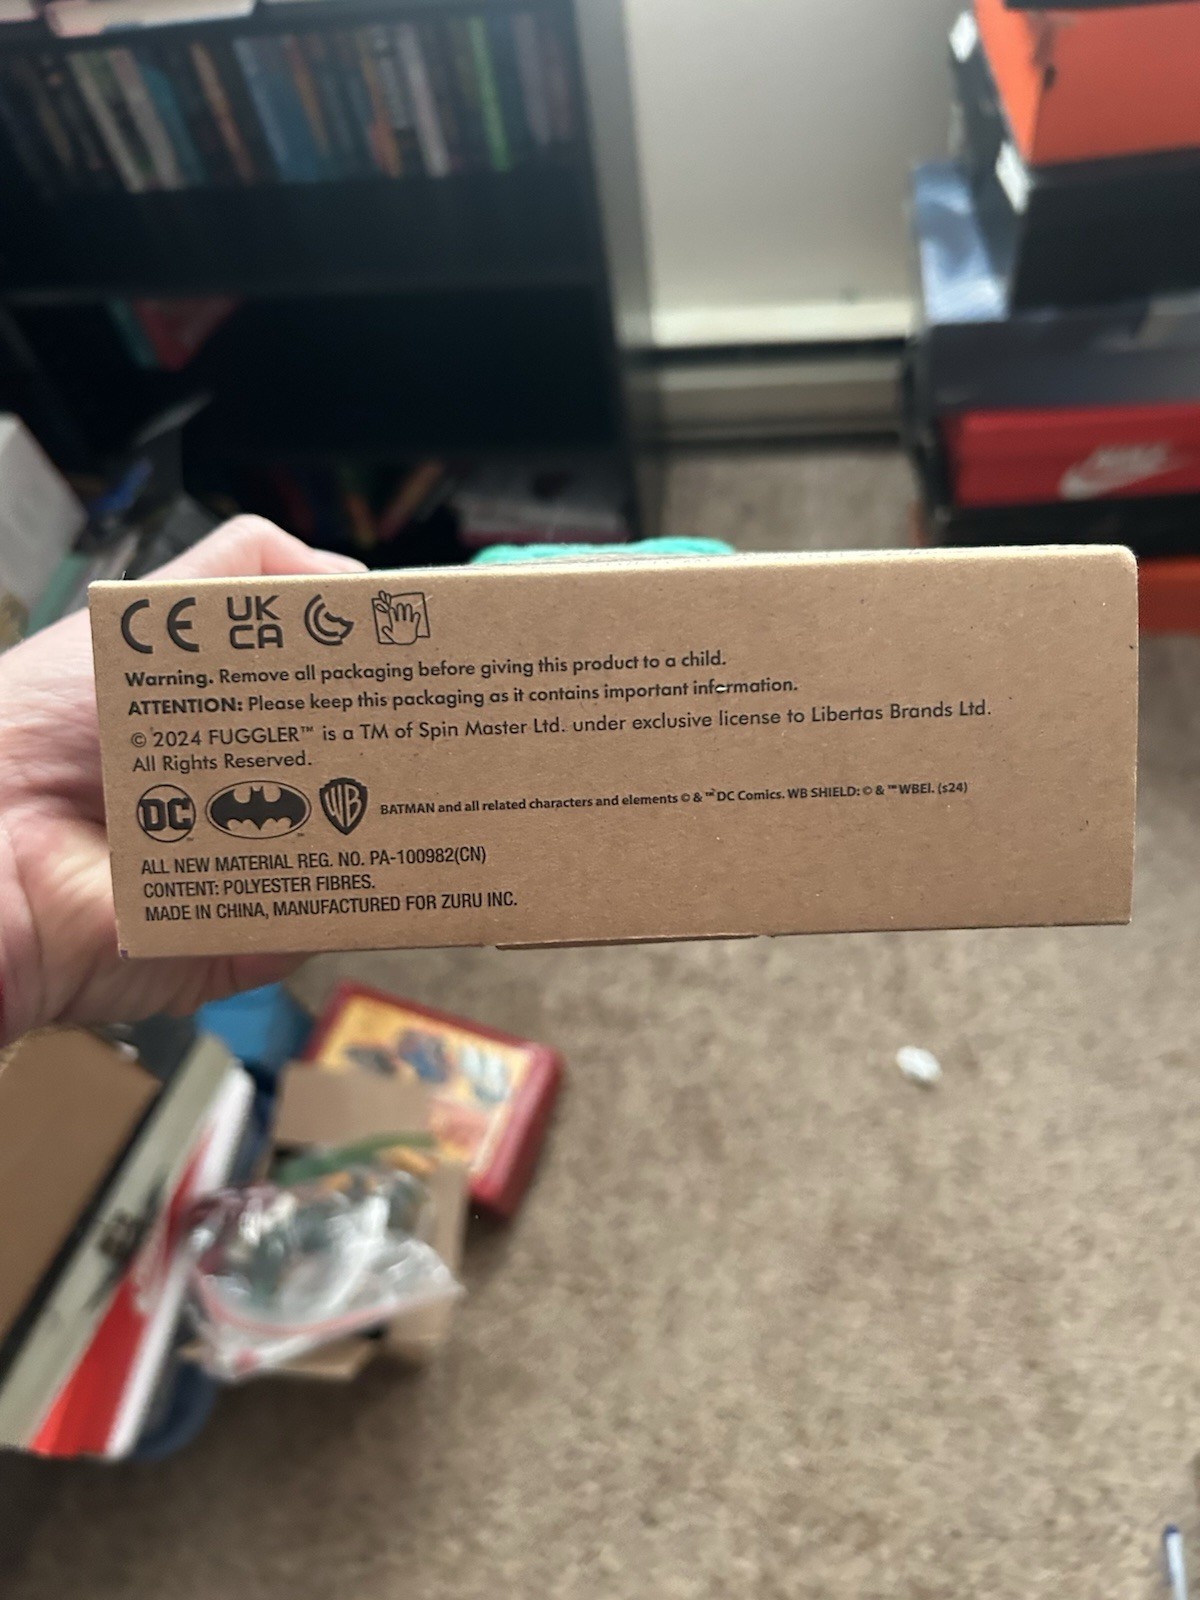 CE UK
CA
Warning. Remove all packaging before giving this product to a child.
ATTENTION: Please keep this packaging as it contains important information.
© 2024 FUGGLER™ is a TM of Spin Master Ltd. under exclusive license to Libertas Brands Ltd.
All Rights Reserved.
DC WB BATMAN and all related characters and elements © & ™ DC Comics. WB SHIELD: © & ™ WBEI. (s24)
ALL NEW MATERIAL REG. NO. PA-100982(CN)
CONTENT: POLYESTER FIBRES.
MADE IN CHINA, MANUFACTURED FOR ZURU INC.
NIKE